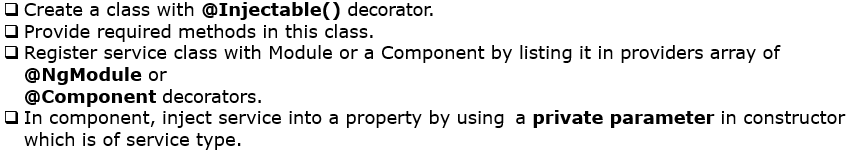 ❑ Create a class with @Injectable() decorator.
❑ Provide required methods in this class.
❑ Register service class with Module or a Component by listing it in providers array of
@NgModule or
@Component decorators.
❑ In component, inject service into a property by using a private parameter in constructor
which is of service type.